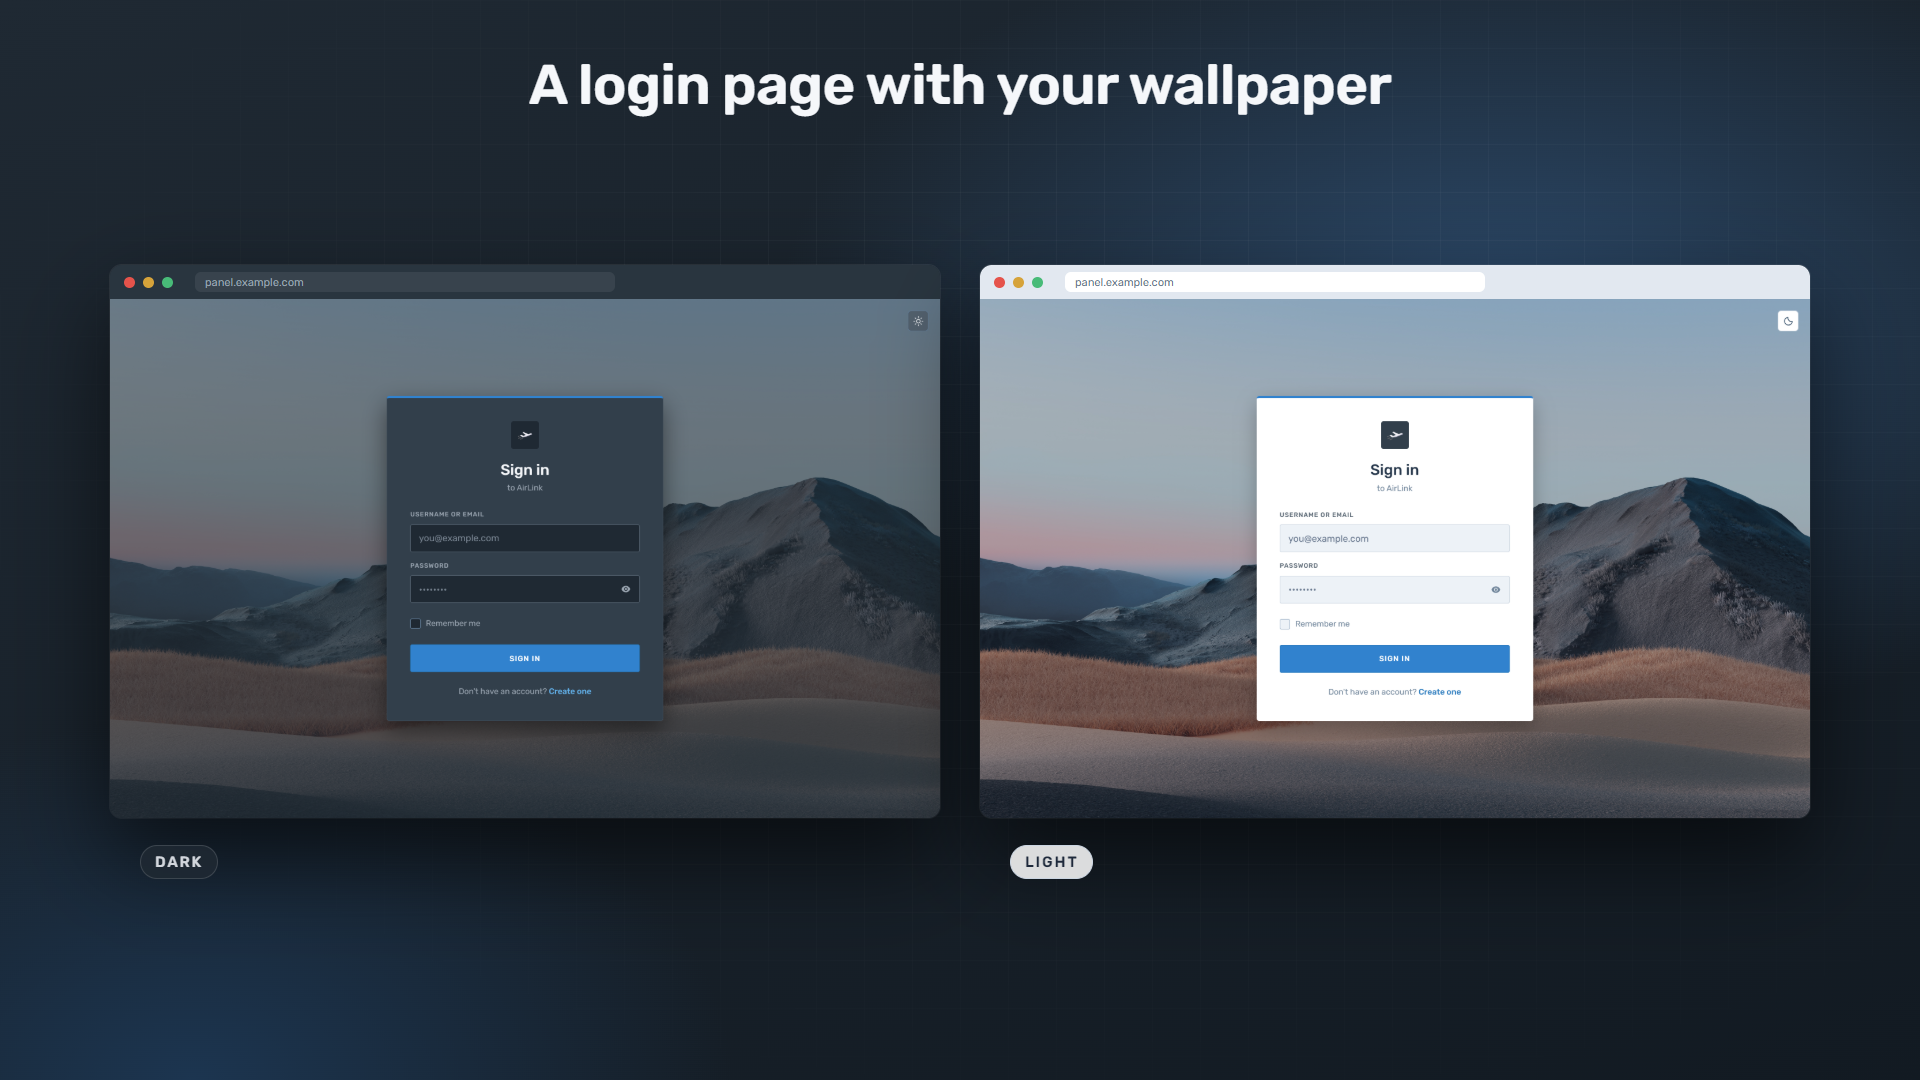 A login page with your wallpaper
panel.example.com
Sign in
to AirLink
USERNAME OR EMAIL
you@example.com
PASSWORD
••••••••
Remember me
SIGN IN
Don't have an account? Create one
DARK
panel.example.com
Sign in
to AirLink
USERNAME OR EMAIL
you@example.com
PASSWORD
••••••••
Remember me
SIGN IN
Don't have an account? Create one
LIGHT